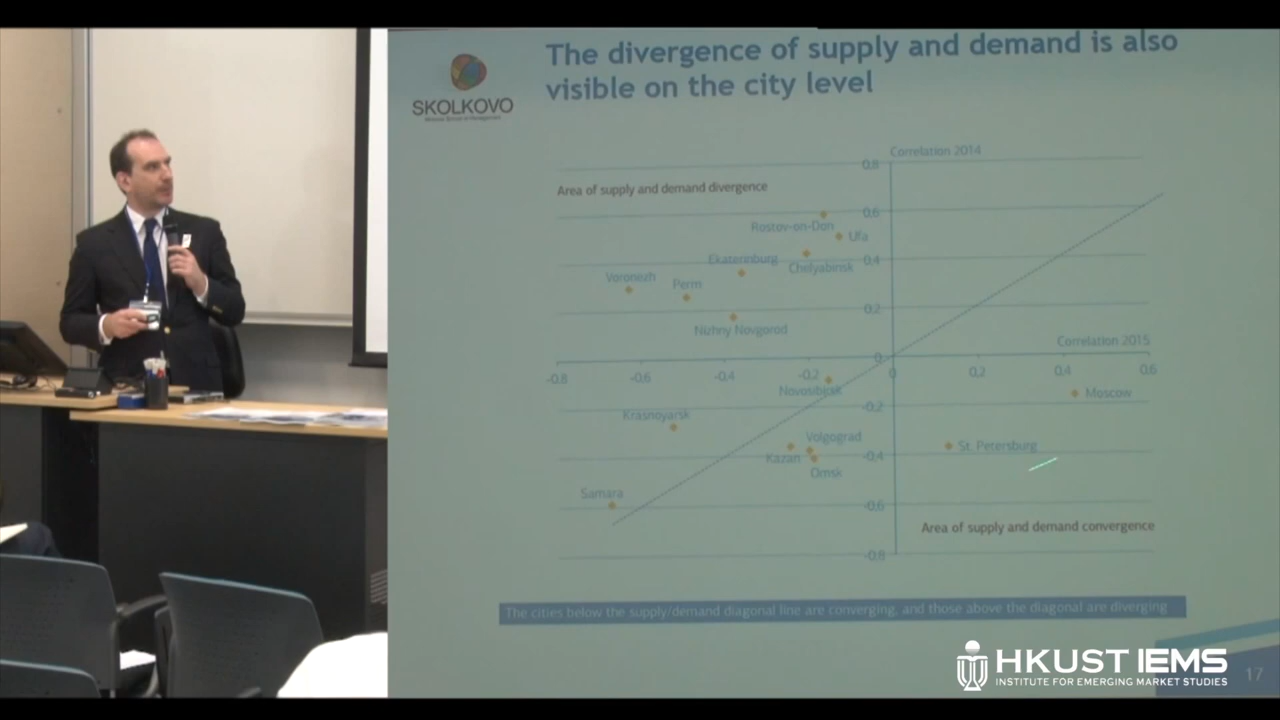 The divergence of supply and demand is also
visible on the city level
SKOLKOVO
Correlation 2014
0,8
Area of supply and demand divergence
0,6
Rostov-on-Don
Ufa
0,4
Ekaterinburg
Chelyabinsk
Voronezh
Perm
0,2
Nizhny Novgorod
Correlation 2015
0
-0,8
-0,6
-0,4
-0,2
0
0,2
0,4
0,6
Novosibirsk
Moscow
-0,2
Krasnoyarsk
Volgograd
St. Petersburg
Kazan
-0,4
Omsk
Samara
-0,6
Area of supply and demand convergence
-0,8
The cities below the supply/demand diagonal line are converging, and those above the diagonal are diverging
HKUST IEMS
INSTITUTE FOR EMERGING MARKET STUDIES
17